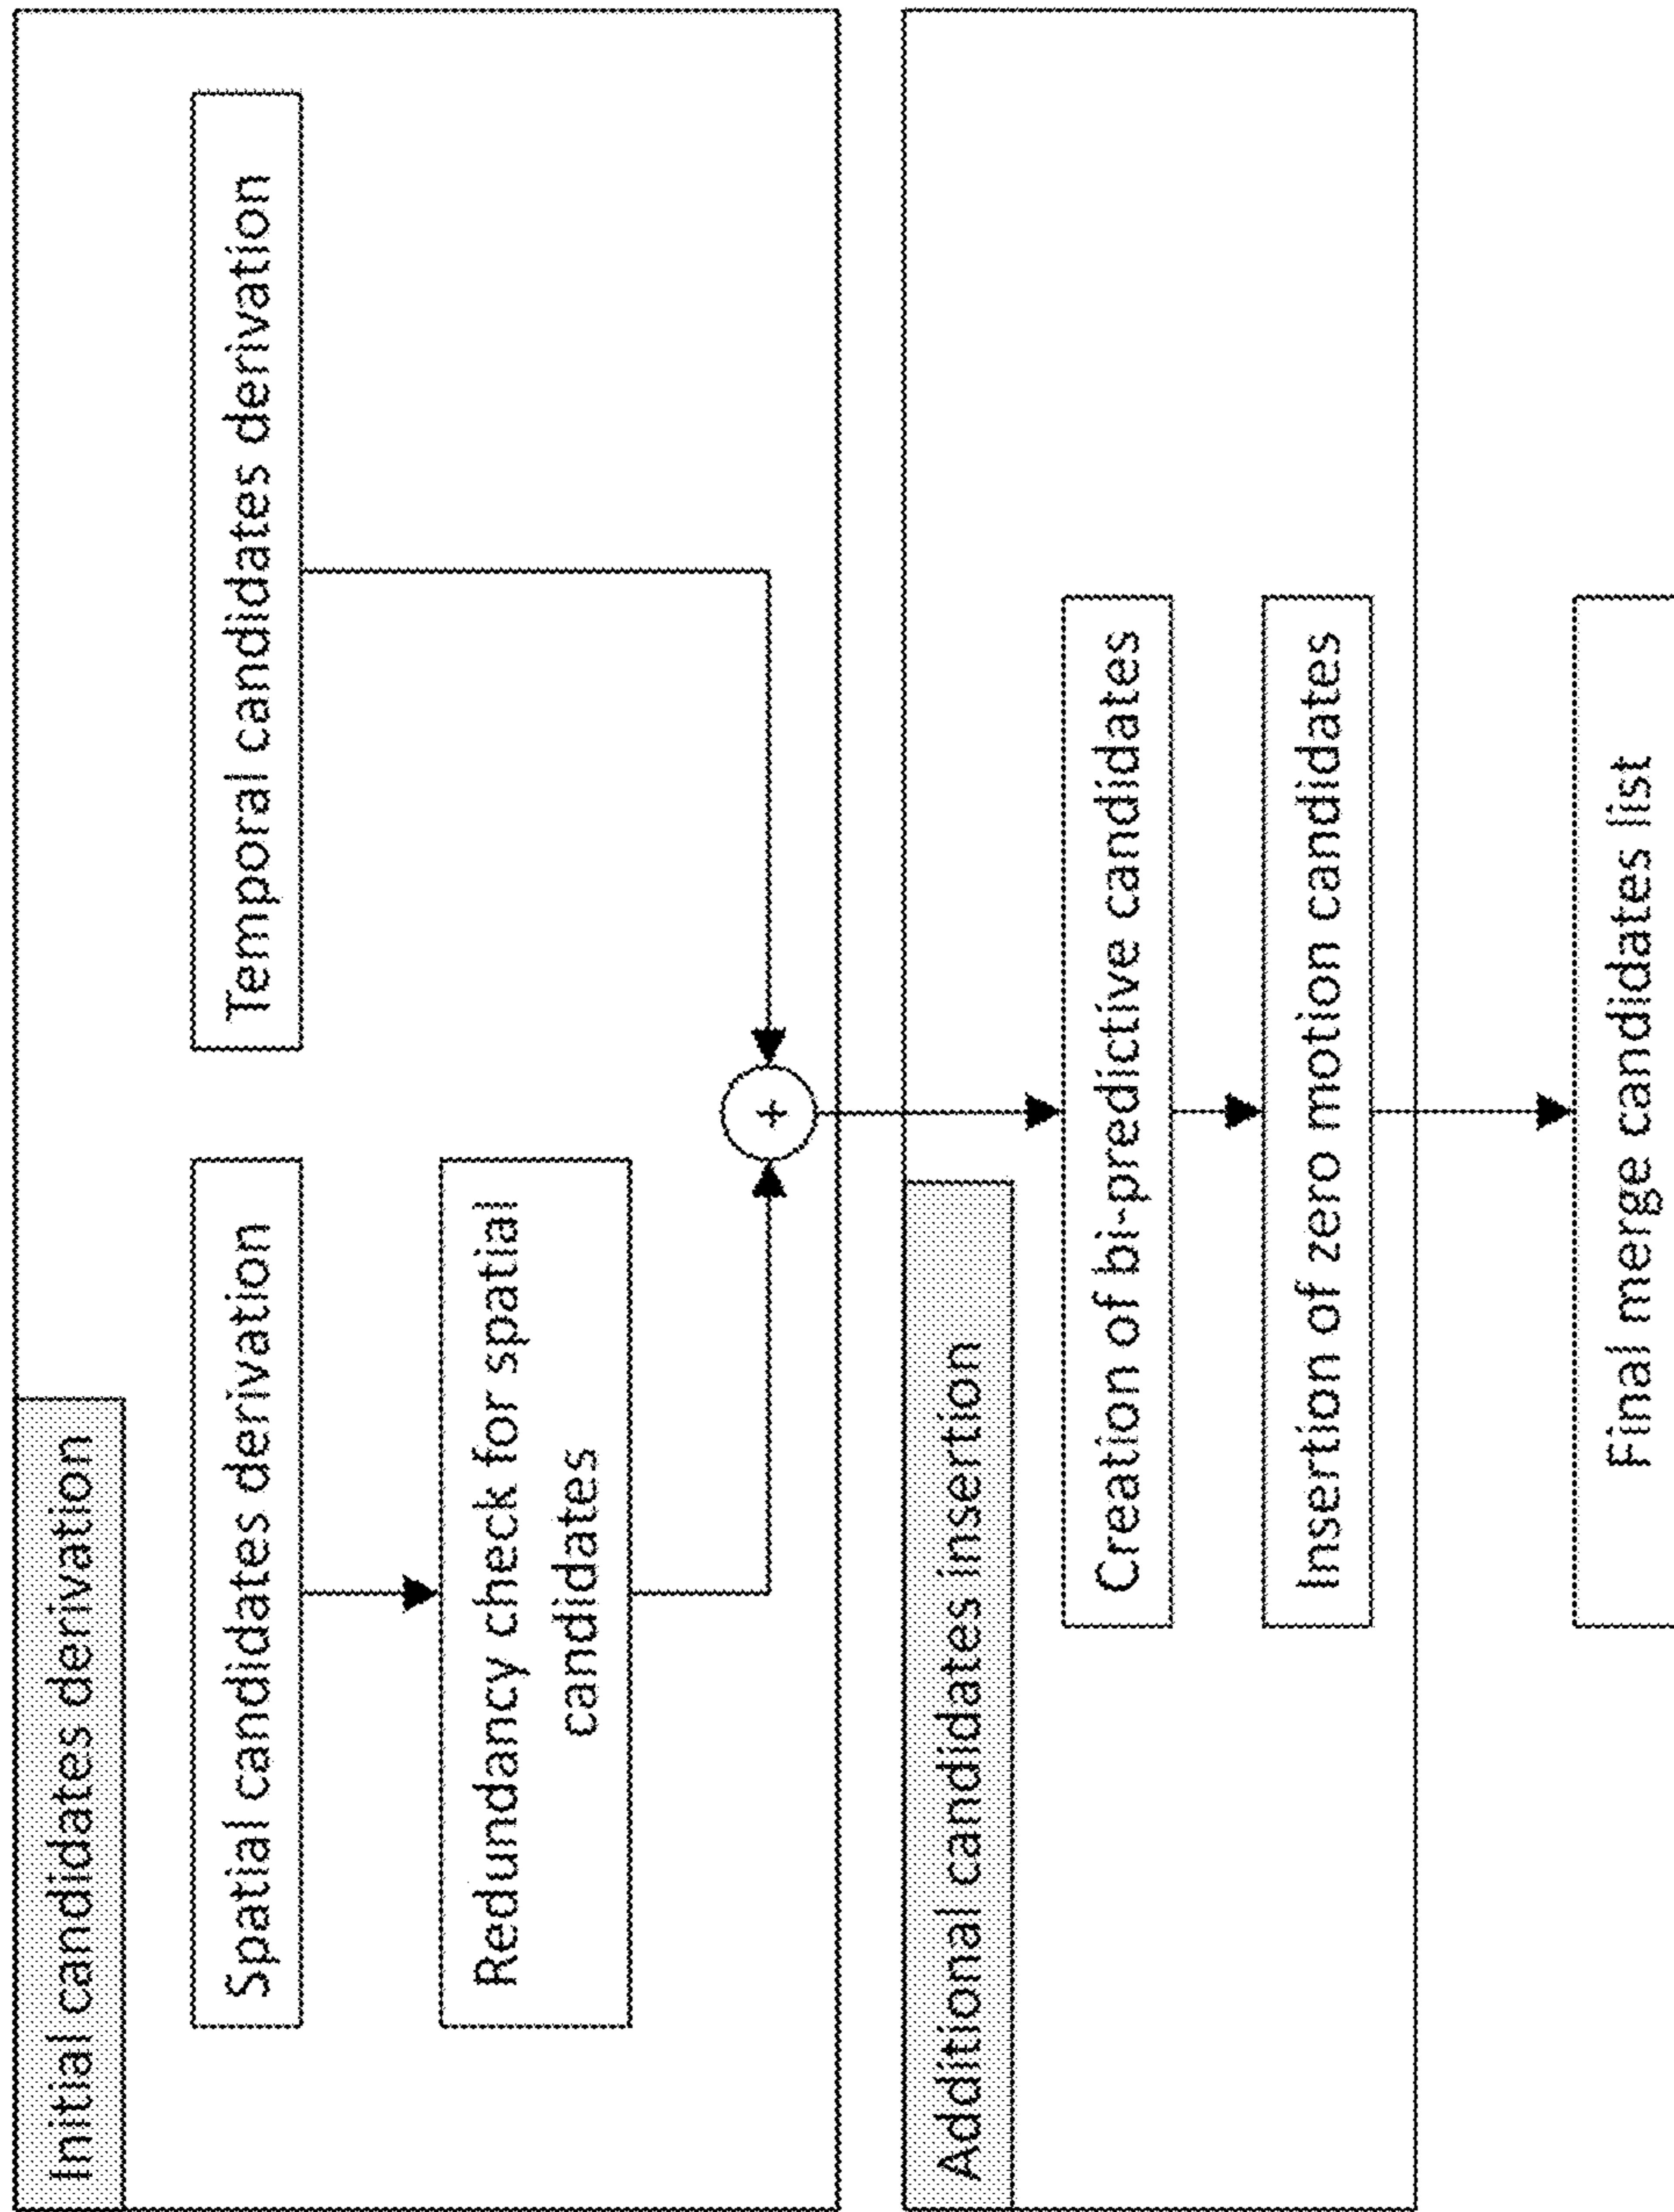 Initial candidates derivation
Spatial candidates derivation
Temporal candidates derivation
Redundancy check for spatial
candidates
+
Additional candidates insertion
Creation of bi-predictive candidates
Insertion of zero motion candidates
Final merge candidates list